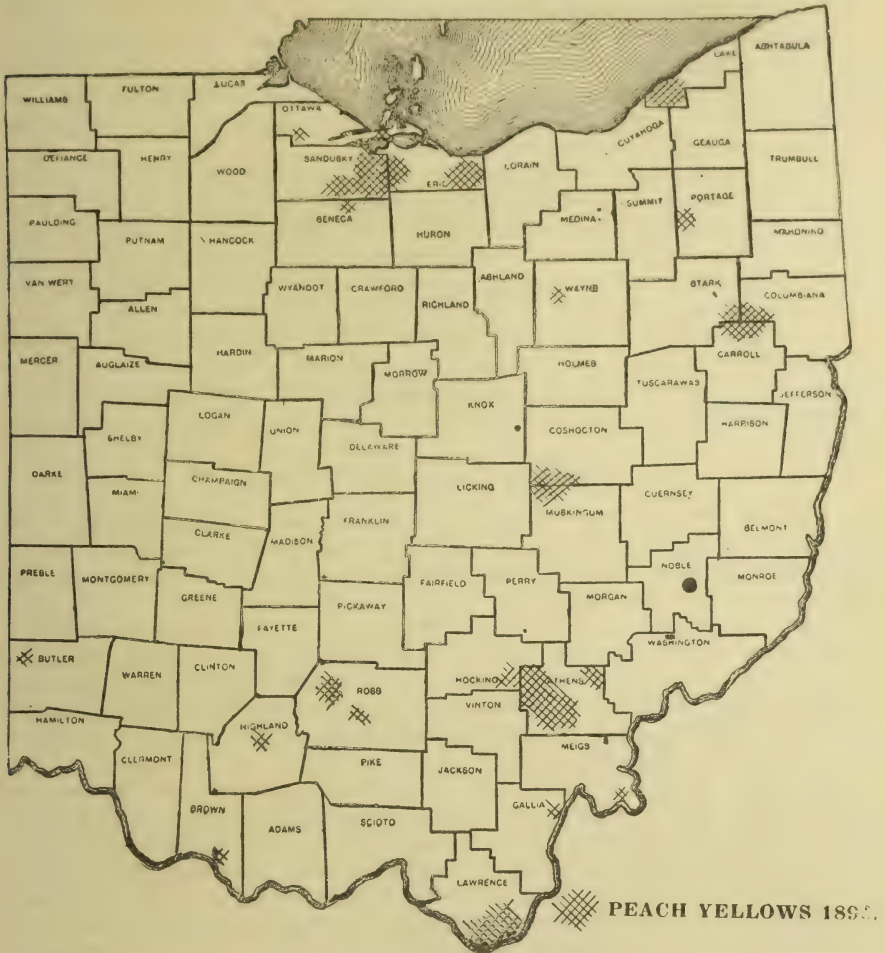 LAKE
ASHTABULA
WILLIAMS
FULTON
LUCAS
OTTAWA
CUYAHOGA
GEAUGA
DEFIANCE
HENRY
WOOD
SANDUSKY
ERIE
LORAIN
TRUMBULL
PAULDING
SENECA
HURON
MEDINA
SUMMIT
PORTAGE
PUTNAM
HANCOCK
MAHONING
VAN WERT
ALLEN
WYANDOT
CRAWFORD
RICHLAND
ASHLAND
WAYNE
STARK
COLUMBIANA
MERCER
AUGLAIZE
HARDIN
MARION
MORROW
HOLMES
TUSCARAWAS
CARROLL
JEFFERSON
SHELBY
LOGAN
UNION
DELAWARE
KNOX
COSHOCTON
HARRISON
DARKE
MIAMI
CHAMPAIGN
CLARKE
MADISON
FRANKLIN
LICKING
MUSKINGUM
GUERNSEY
BELMONT
PREBLE
MONTGOMERY
GREENE
FAYETTE
PICKAWAY
FAIRFIELD
PERRY
MORGAN
NOBLE
MONROE
WASHINGTON
BUTLER
WARREN
CLINTON
ROSS
HOCKING
ATHENS
HAMILTON
CLERMONT
HIGHLAND
VINTON
MEIGS
BROWN
ADAMS
PIKE
SCIOTO
JACKSON
GALLIA
LAWRENCE
PEACH YELLOWS